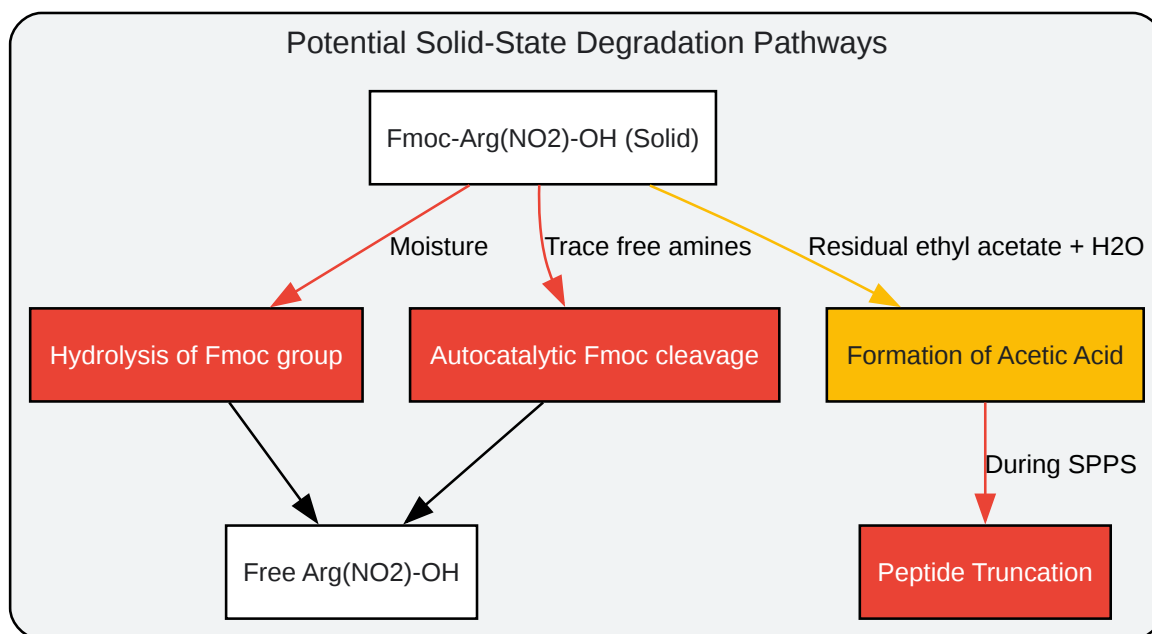 Potential Solid-State Degradation Pathways
Fmoc-Arg(NO2)-OH (Solid)
Moisture
Trace free amines
Residual ethyl acetate + H2O
Hydrolysis of Fmoc group
Autocatalytic Fmoc cleavage
Formation of Acetic Acid
During SPPS
Free Arg(NO2)-OH
Peptide Truncation